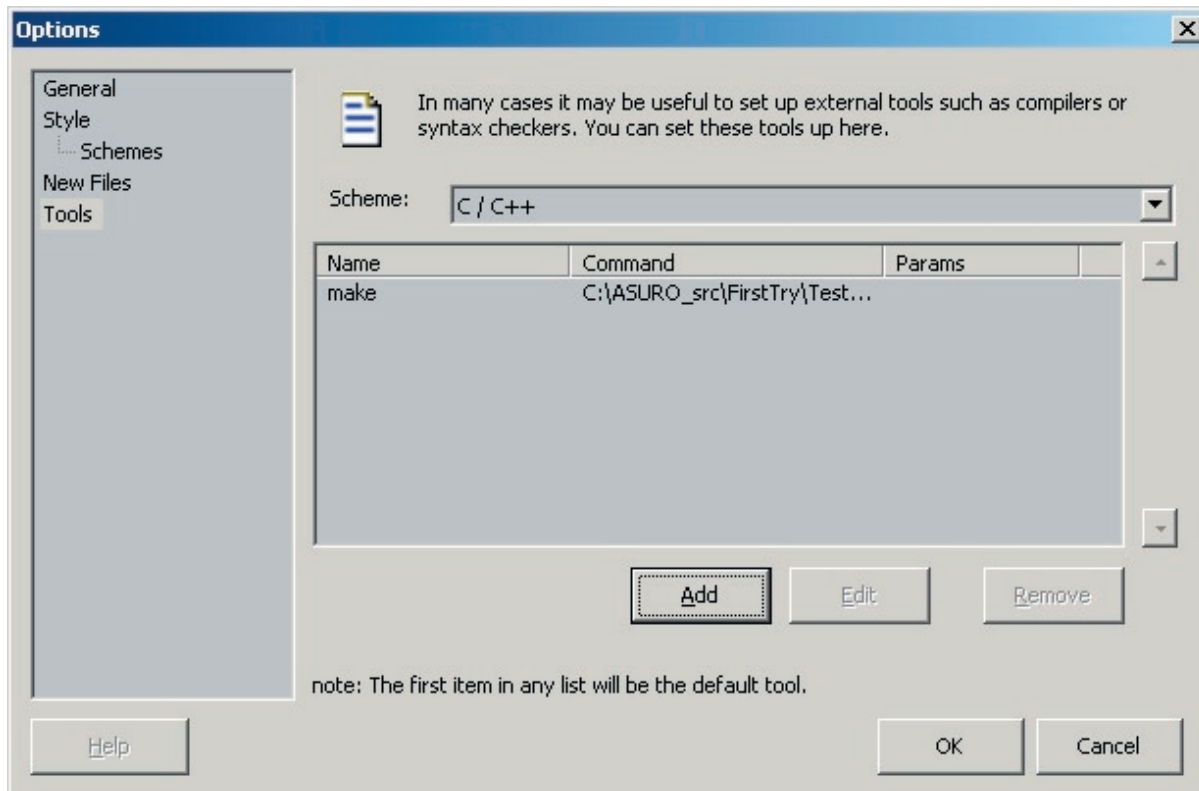 Options
General
Style
Schemes
New Files
Tools
In many cases it may be useful to set up external tools such as compilers or
syntax checkers. You can set these tools up here.
Scheme: C / C++
Name Command Params
make C:\ASURO_src\FirstTry\Test...
Add Edit Remove
note: The first item in any list will be the default tool.
Help OK Cancel